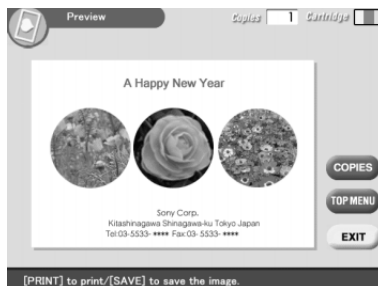 Preview
Copies 1 Cartridge
A Happy New Year
Sony Corp.
Kitashinagawa Shinagawa-ku Tokyo Japan
Tel:03-5533- **** Fax:03- 5533- ****
COPIES
TOP MENU
EXIT
[PRINT] to print/[SAVE] to save the image.